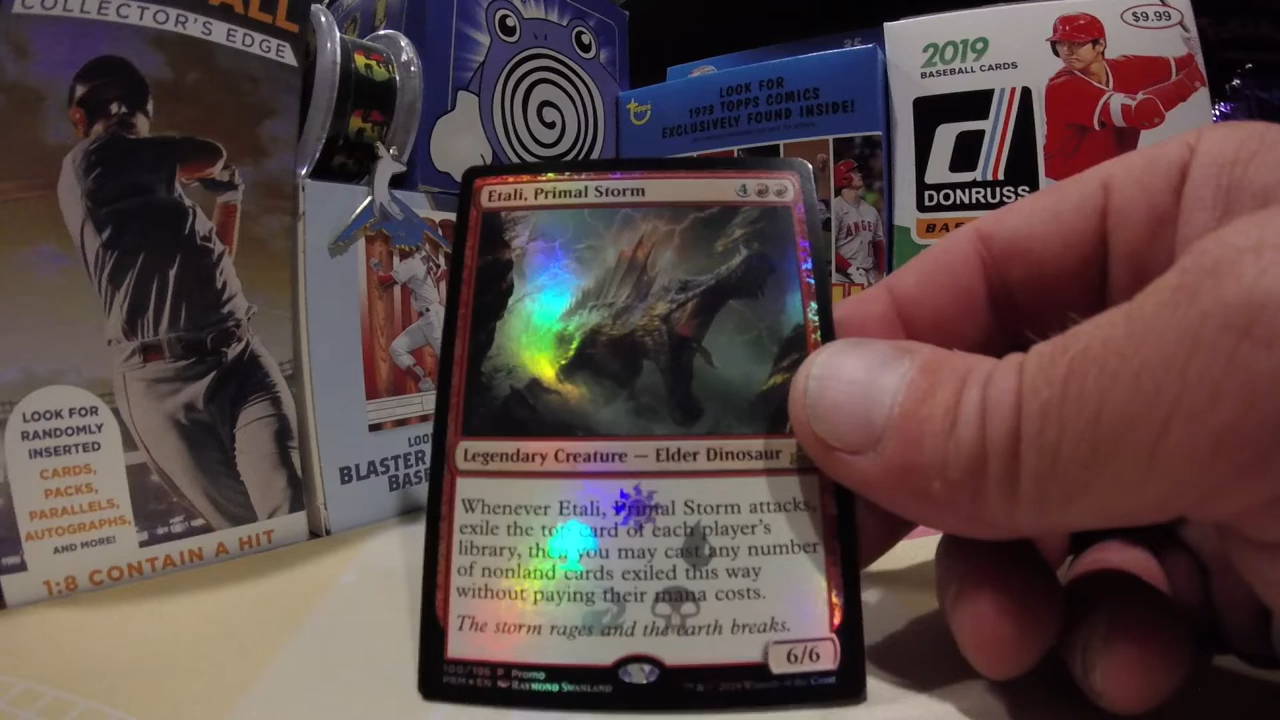 COLLECTOR'S EDGE
LOOK FOR
RANDOMLY
INSERTED
CARDS,
PACKS,
PARALLELS,
AUTOGRAPHS,
AND MORE!
1:8 CONTAIN A HIT
BLASTER
topps
LOOK FOR
1973 TOPPS COMICS
EXCLUSIVELY FOUND INSIDE!
ANGE
$9.99
2019
BASEBALL CARDS
d
DONRUSS
Etali, Primal Storm
4
Legendary Creature — Elder Dinosaur
Whenever Etali, Primal Storm attacks,
exile the top card of each player's
library, then you may cast any number
of nonland cards exiled this way
without paying their mana costs.
The storm rages and the earth breaks.
6/6
P Promo
EN RAYMOND SWANLAND